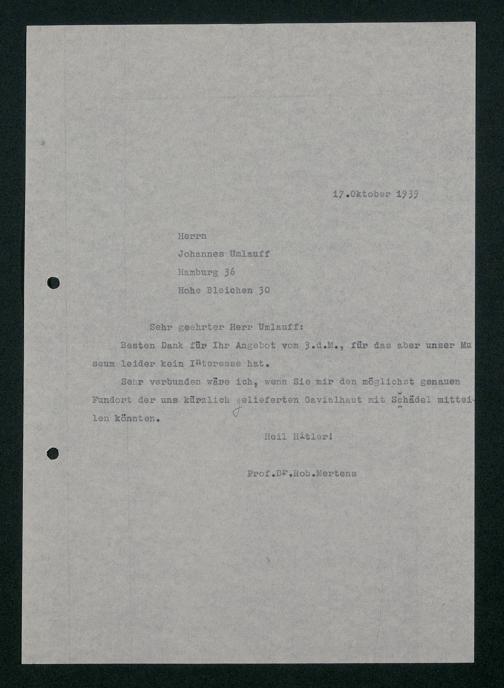 17.Oktober 1939
Herrn
Johannes Umlauff
Hamburg 36
Hohe Bleichen 30
Sehr geehrter Herr Umlauff:
Besten Dank für Ihr Angebot vom 3.d.M., für das aber unser Mu
seum leider kein Interesse hat.
Sehr verbunden wäre ich, wenn Sie mir den möglichst genauen
Fundort der uns kürzlich gelieferten Gavialhaut mit Schädel mittei-
len könnten.
Heil Hitler!
Prof.Dr.Rob.Mertens